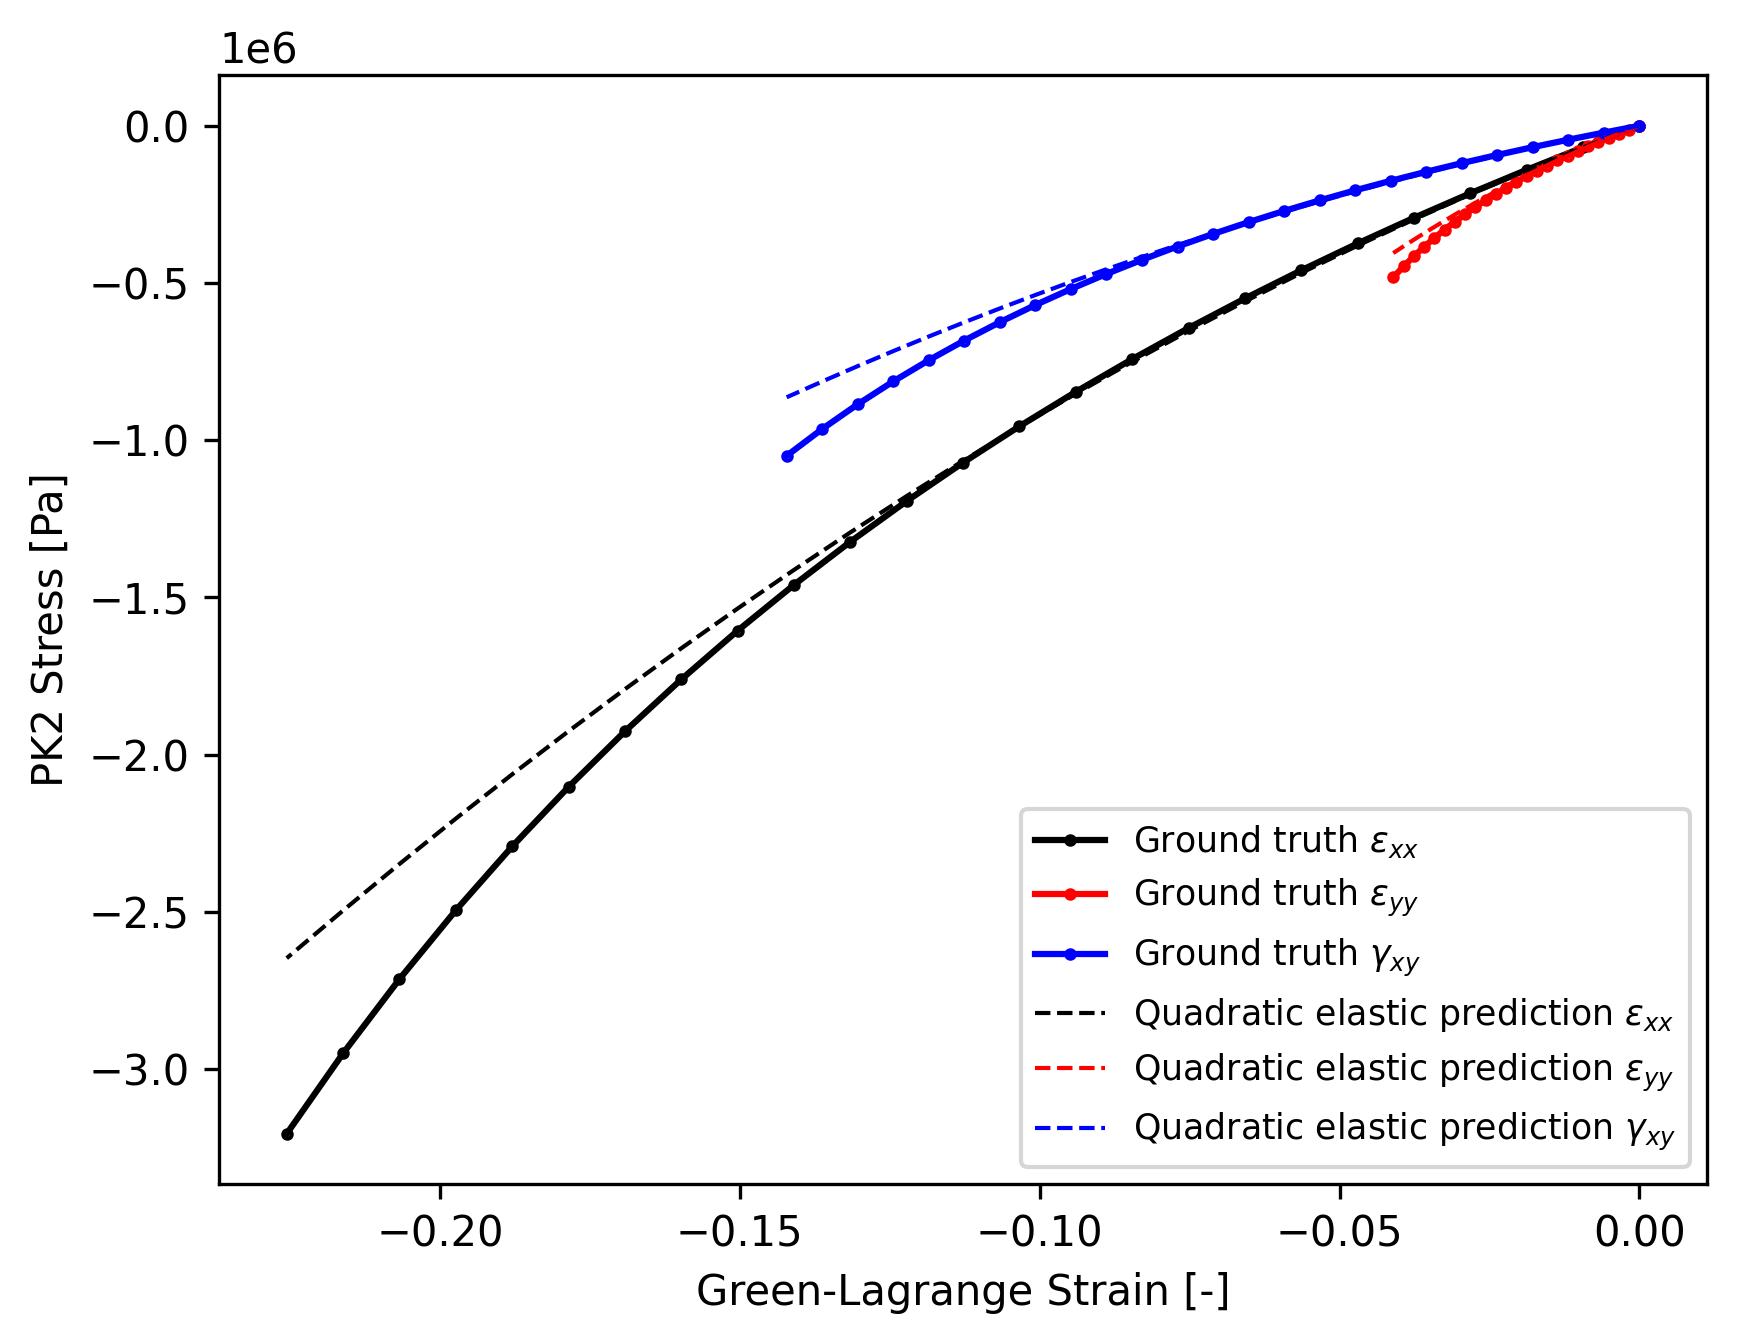 1e6
0.0
−0.5
−1.0
−1.5
−2.0
−2.5
−3.0
PK2 Stress [Pa]
−0.20 −0.15 −0.10 −0.05 0.00
Green-Lagrange Strain [-]
Ground truth εxx
Ground truth εyy
Ground truth γxy
Quadratic elastic prediction εxx
Quadratic elastic prediction εyy
Quadratic elastic prediction γxy